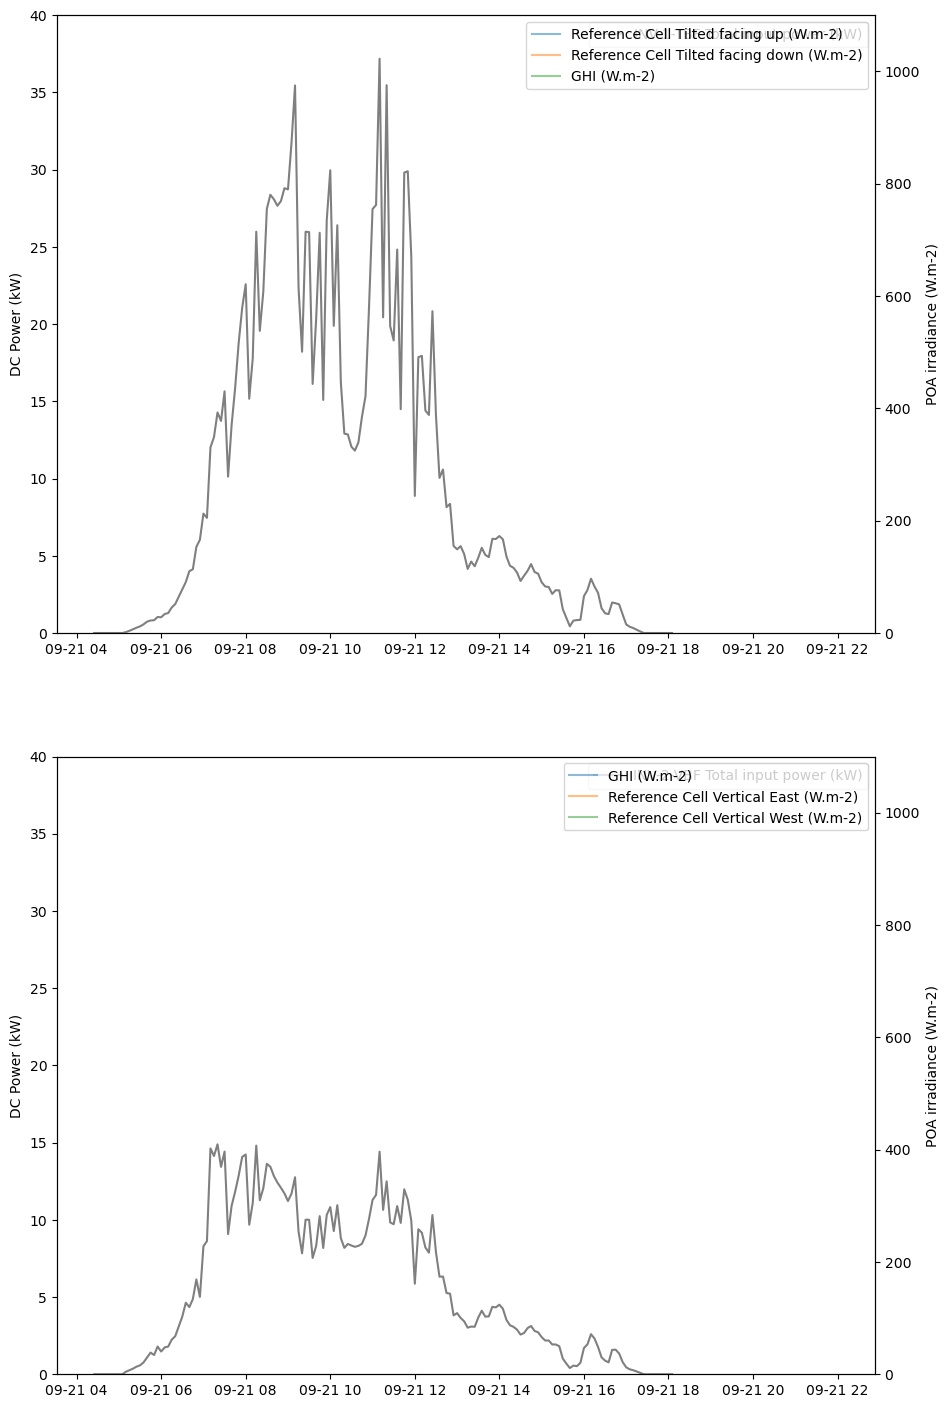 40
35
30
25
20
15
10
5
0
DC Power (kW)
Reference Cell Tilted facing up (W.m-2)
Reference Cell Tilted facing down (W.m-2)
GHI (W.m-2)
1000
800
600
400
200
0
POA irradiance (W.m-2)
09-21 04 09-21 06 09-21 08 09-21 10 09-21 12 09-21 14 09-21 16 09-21 18 09-21 20 09-21 22
40
35
30
25
20
15
10
5
0
DC Power (kW)
GHI (W.m-2) Total input power (kW)
Reference Cell Vertical East (W.m-2)
Reference Cell Vertical West (W.m-2)
1000
800
600
400
200
0
POA irradiance (W.m-2)
09-21 04 09-21 06 09-21 08 09-21 10 09-21 12 09-21 14 09-21 16 09-21 18 09-21 20 09-21 22